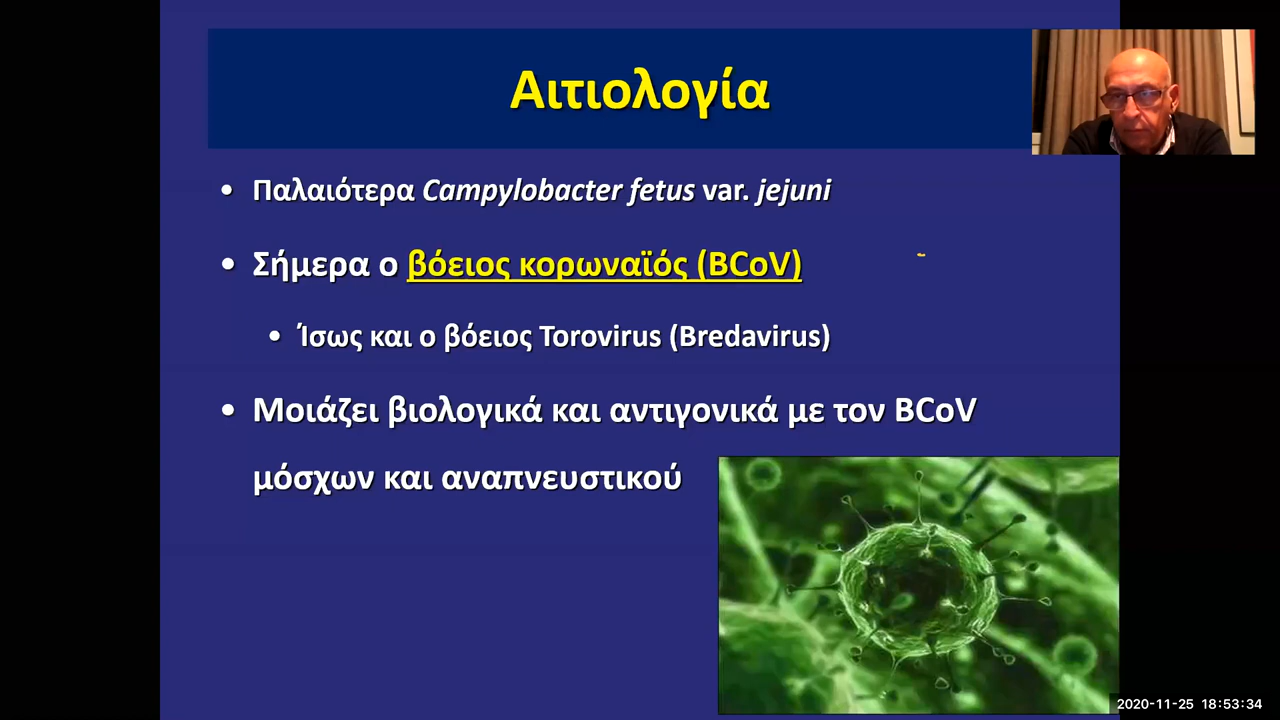 Αιτιολογία
• Παλαιότερα Campylobacter fetus var. jejuni
• Σήμερα ο βόειος κορωναϊός (BCoV)
• Ίσως και ο βόειος Torovirus (Bredavirus)
• Μοιάζει βιολογικά και αντιγονικά με τον BCoV
μόσχων και αναπνευστικού
2020-11-25 18:53:34